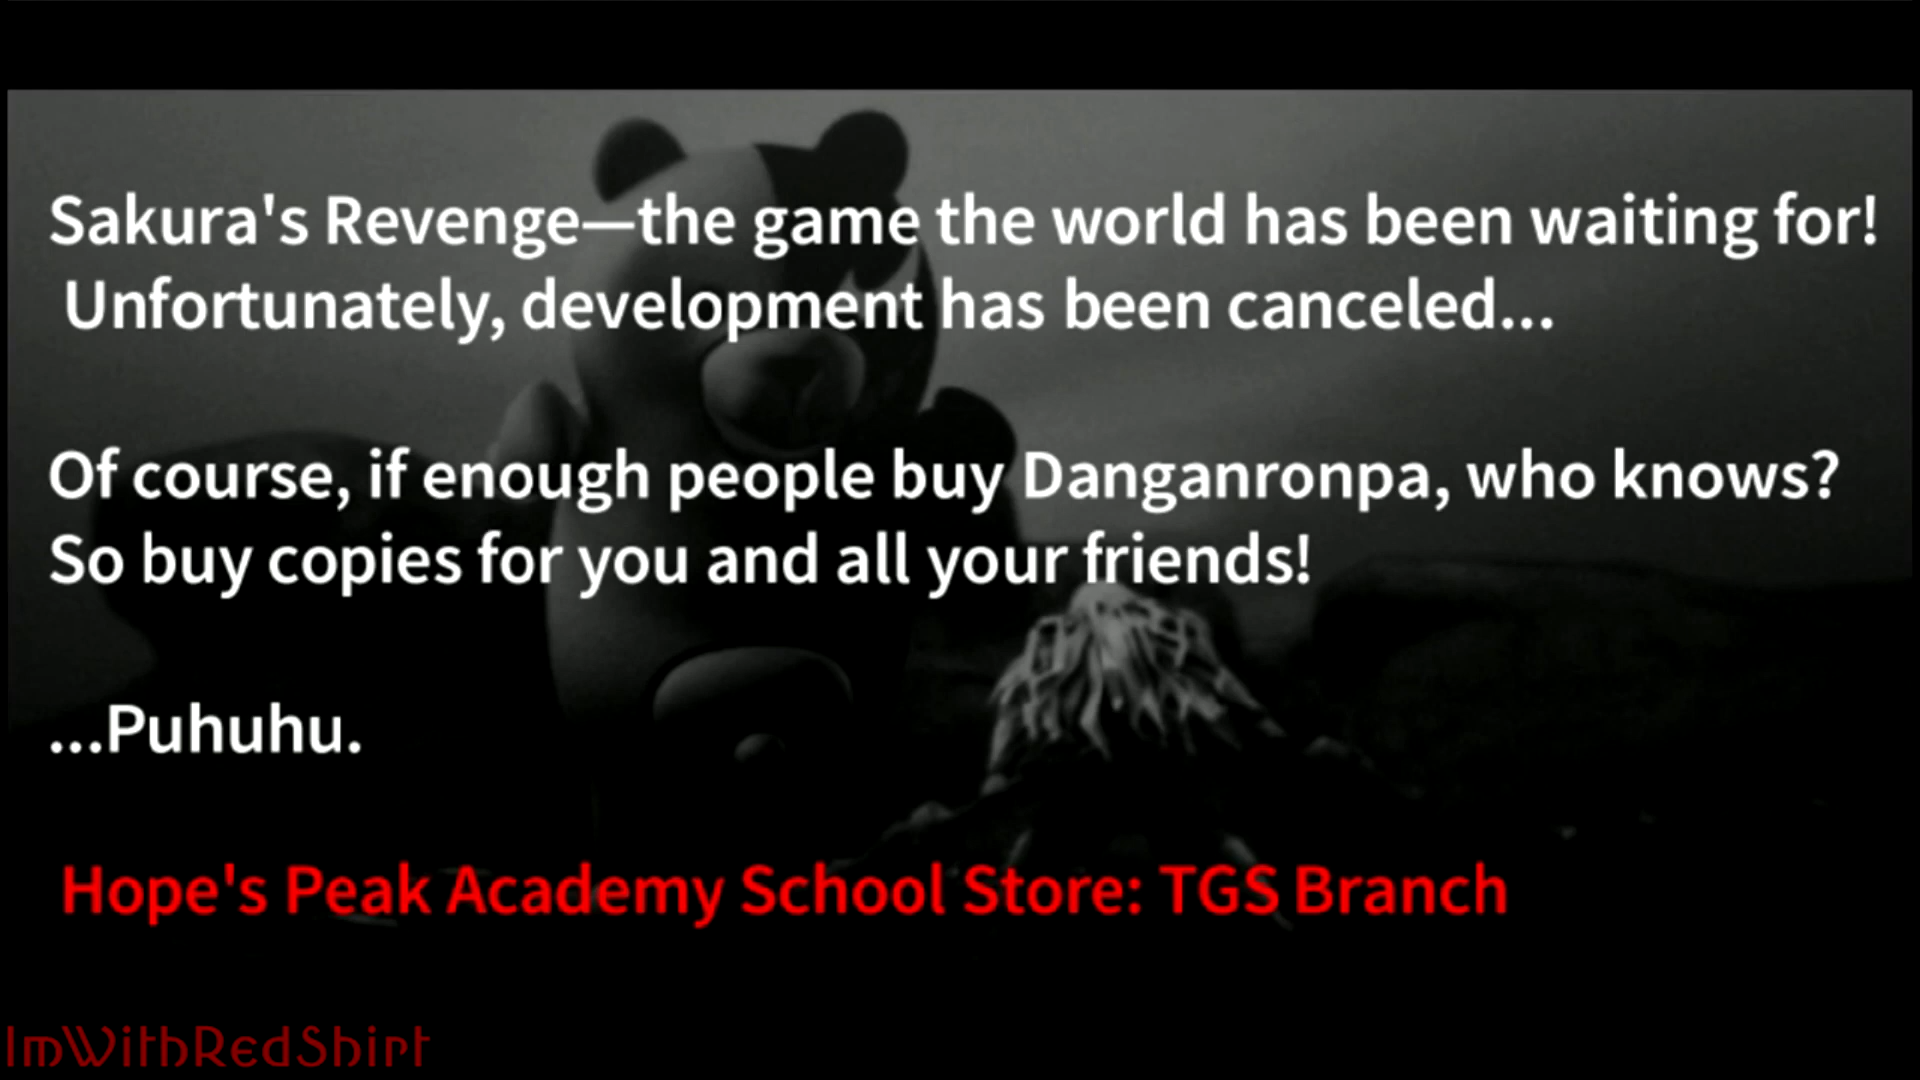 Sakura's Revenge—the game the world has been waiting for!
Unfortunately, development has been canceled...
Of course, if enough people buy Danganronpa, who knows?
So buy copies for you and all your friends!
...Puhuhu.
Hope's Peak Academy School Store: TGS Branch
ImWithRedShirt